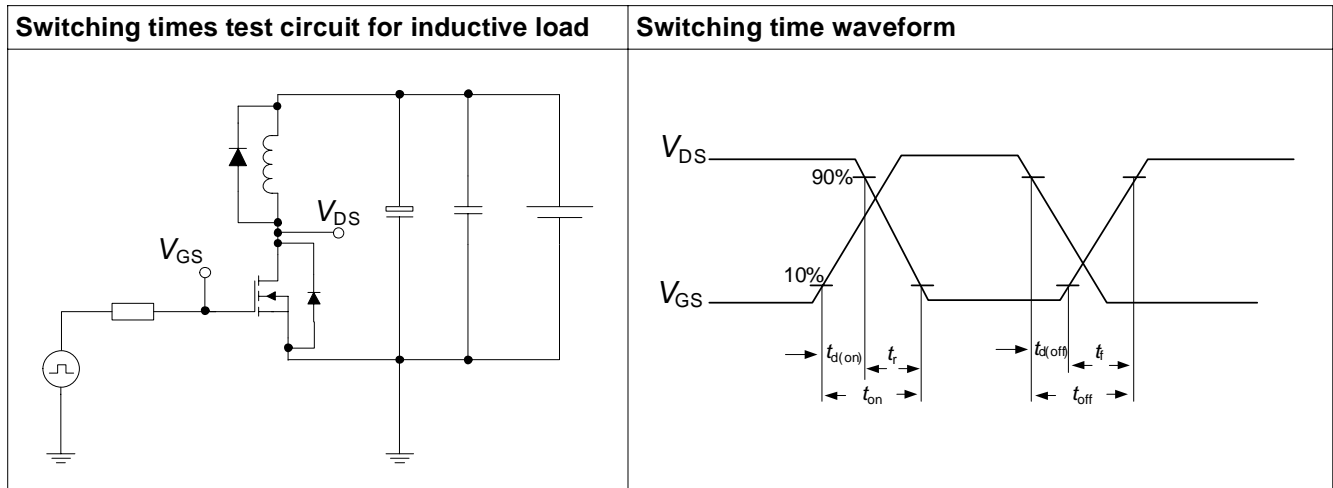 Switching times test circuit for inductive load
Switching time waveform
VDS
VGS
VDS
90%
10%
VGS
td(on)
tr
ton
td(off)
tf
toff